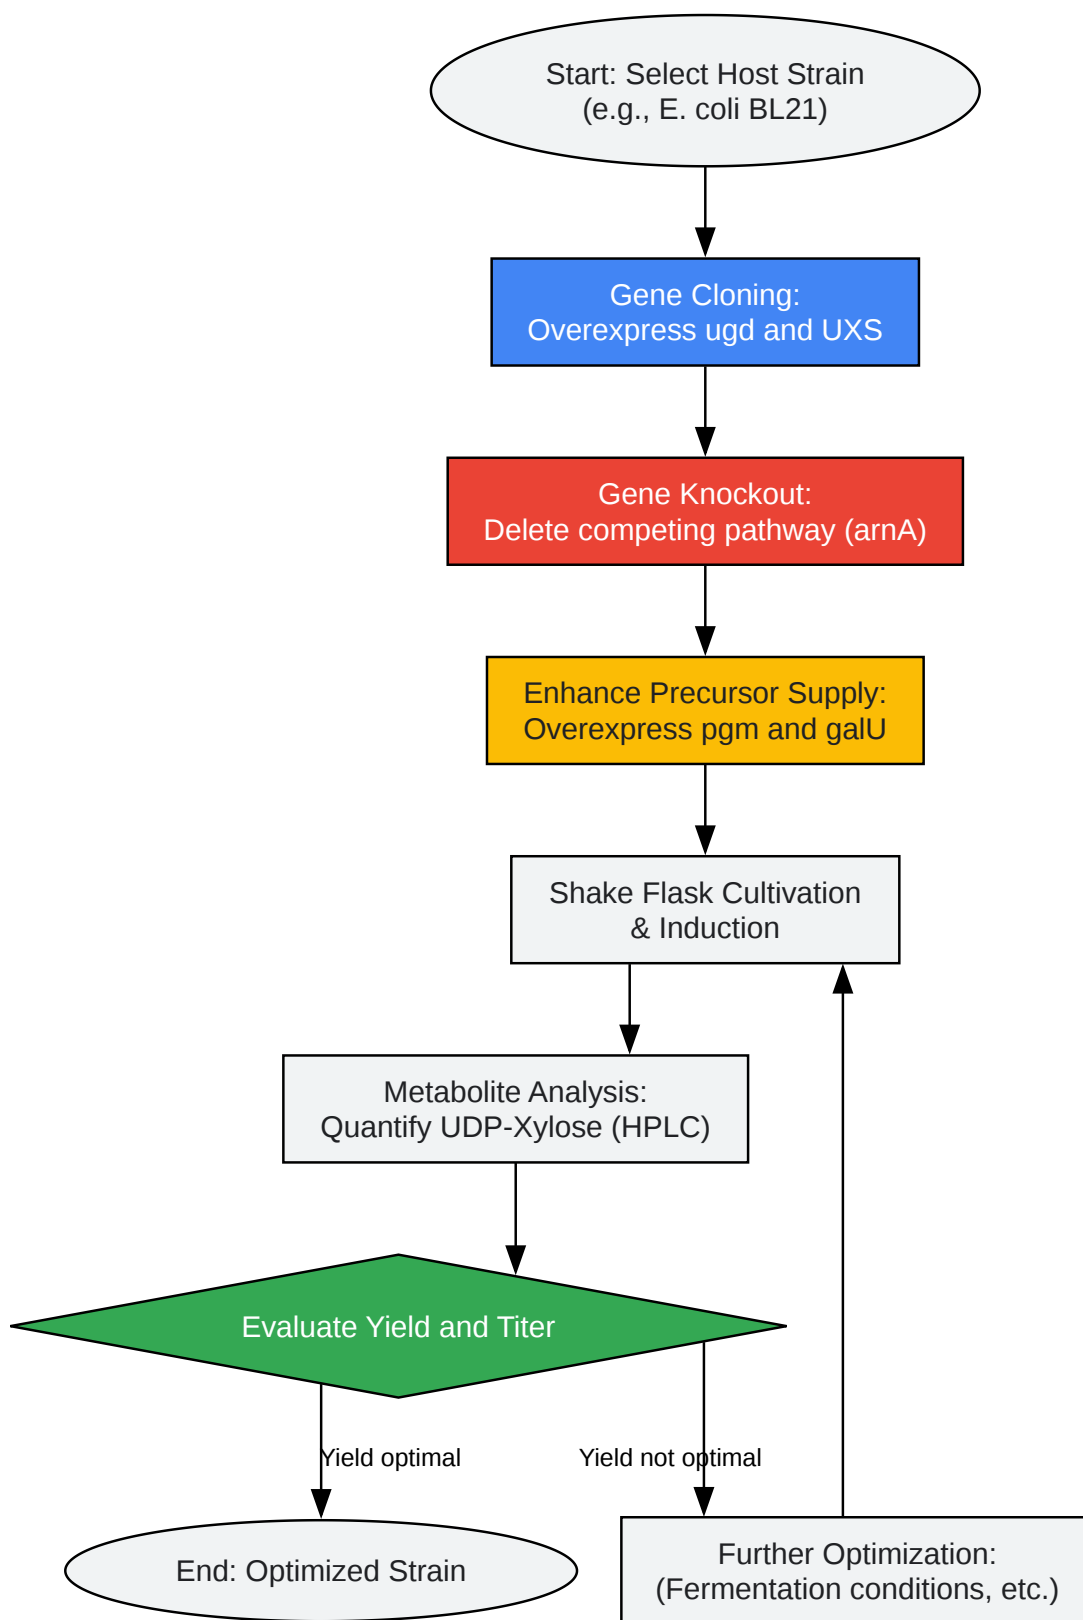 Start: Select Host Strain
(e.g., E. coli BL21)
Gene Cloning:
Overexpress ugd and UXS
Gene Knockout:
Delete competing pathway (arnA)
Enhance Precursor Supply:
Overexpress pgm and galU
Shake Flask Cultivation
& Induction
Metabolite Analysis:
Quantify UDP-Xylose (HPLC)
Evaluate Yield and Titer
Yield optimal
Yield not optimal
End: Optimized Strain
Further Optimization:
(Fermentation conditions, etc.)